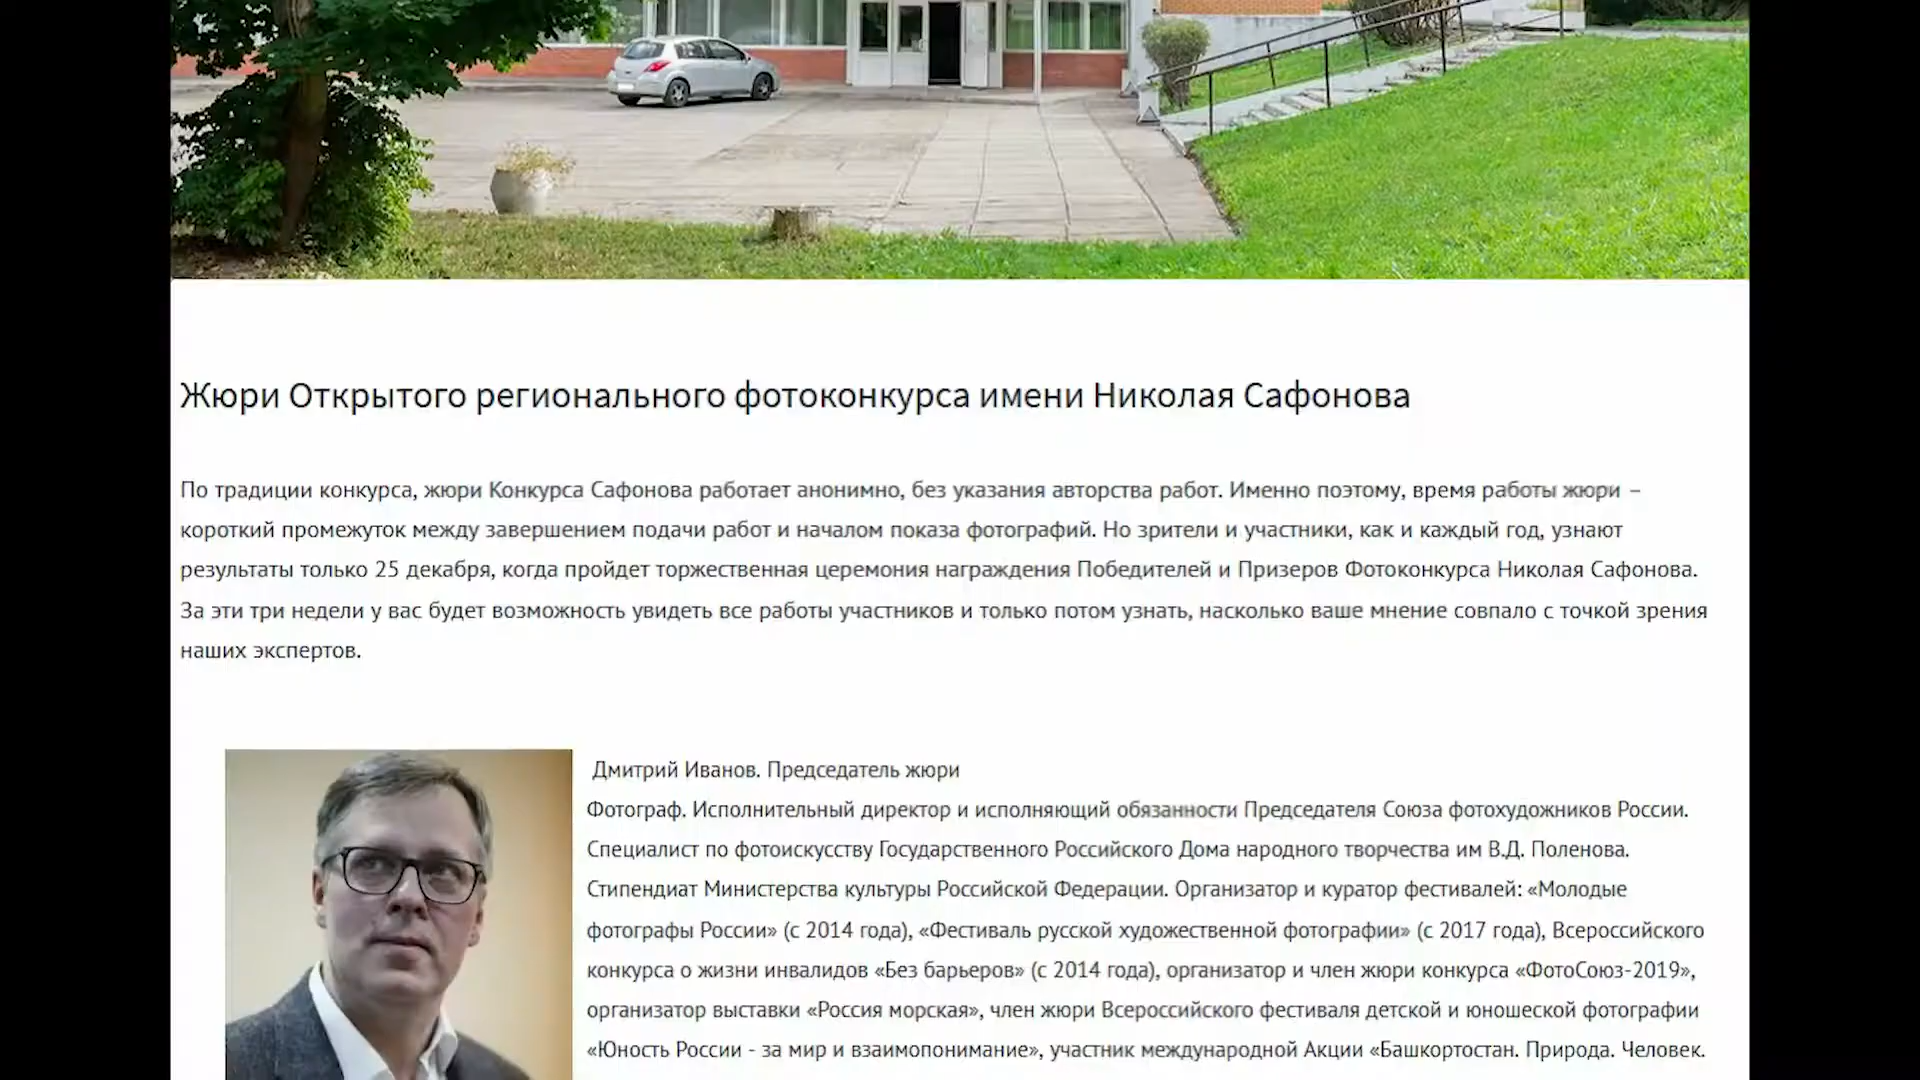 Жюри Открытого регионального фотоконкурса имени Николая Сафонова
По традиции конкурса, жюри Конкурса Сафонова работает анонимно, без указания авторства работ. Именно поэтому, время работы жюри –
короткий промежуток между завершением подачи работ и началом показа фотографий. Но зрители и участники, как и каждый год, узнают
результаты только 25 декабря, когда пройдет торжественная церемония награждения Победителей и Призеров Фотоконкурса Николая Сафонова.
За эти три недели у вас будет возможность увидеть все работы участников и только потом узнать, насколько ваше мнение совпало с точкой зрения
наших экспертов.
Дмитрий Иванов. Председатель жюри
Фотограф. Исполнительный директор и исполняющий обязанности Председателя Союза фотохудожников России.
Специалист по фотоискусству Государственного Российского Дома народного творчества им В.Д. Поленова.
Стипендиат Министерства культуры Российской Федерации. Организатор и куратор фестивалей: «Молодые
фотографы России» (с 2014 года), «Фестиваль русской художественной фотографии» (с 2017 года), Всероссийского
конкурса о жизни инвалидов «Без барьеров» (с 2014 года), организатор и член жюри конкурса «ФотоСоюз-2019»,
организатор выставки «Россия морская», член жюри Всероссийского фестиваля детской и юношеской фотографии
«Юность России - за мир и взаимопонимание», участник международной Акции «Башкортостан. Природа. Человек.